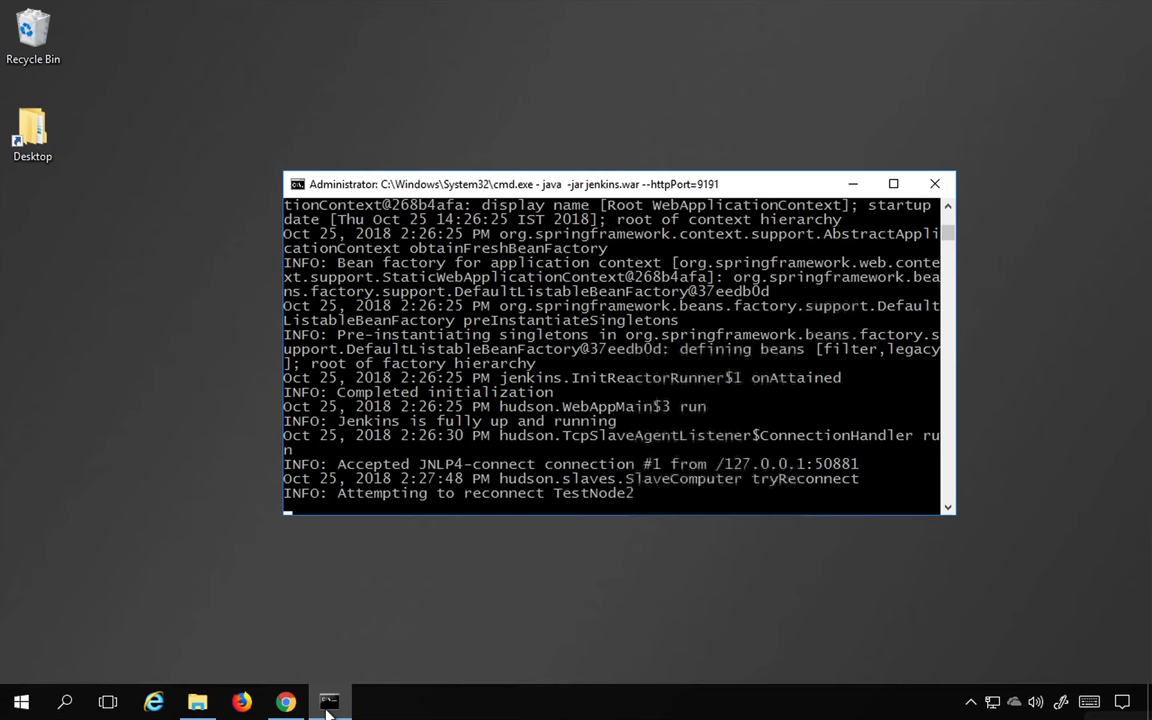 Recycle Bin
Desktop
Administrator: C:\Windows\System32\cmd.exe - java -jar jenkins.war --httpPort=9191
tionContext@268b4afa: display name [Root WebApplicationContext]; startup
date [Thu Oct 25 14:26:25 IST 2018]; root of context hierarchy
Oct 25, 2018 2:26:25 PM org.springframework.context.support.AbstractAppli
cationContext obtainFreshBeanFactory
INFO: Bean factory for application context [org.springframework.web.conte
xt.support.StaticWebApplicationContext@268b4afa]: org.springframework.bea
ns.factory.support.DefaultListableBeanFactory@37eedb0d
Oct 25, 2018 2:26:25 PM org.springframework.beans.factory.support.Default
ListableBeanFactory preInstantiateSingletons
INFO: Pre-instantiating singletons in org.springframework.beans.factory.s
upport.DefaultListableBeanFactory@37eedb0d: defining beans [filter,legacy
]; root of factory hierarchy
Oct 25, 2018 2:26:25 PM jenkins.InitReactorRunner$1 onAttained
INFO: Completed initialization
Oct 25, 2018 2:26:25 PM hudson.WebAppMain$3 run
INFO: Jenkins is fully up and running
Oct 25, 2018 2:26:30 PM hudson.TcpSlaveAgentListener$ConnectionHandler ru
n
INFO: Accepted JNLP4-connect connection #1 from /127.0.0.1:50881
Oct 25, 2018 2:27:48 PM hudson.slaves.SlaveComputer tryReconnect
INFO: Attempting to reconnect TestNode2